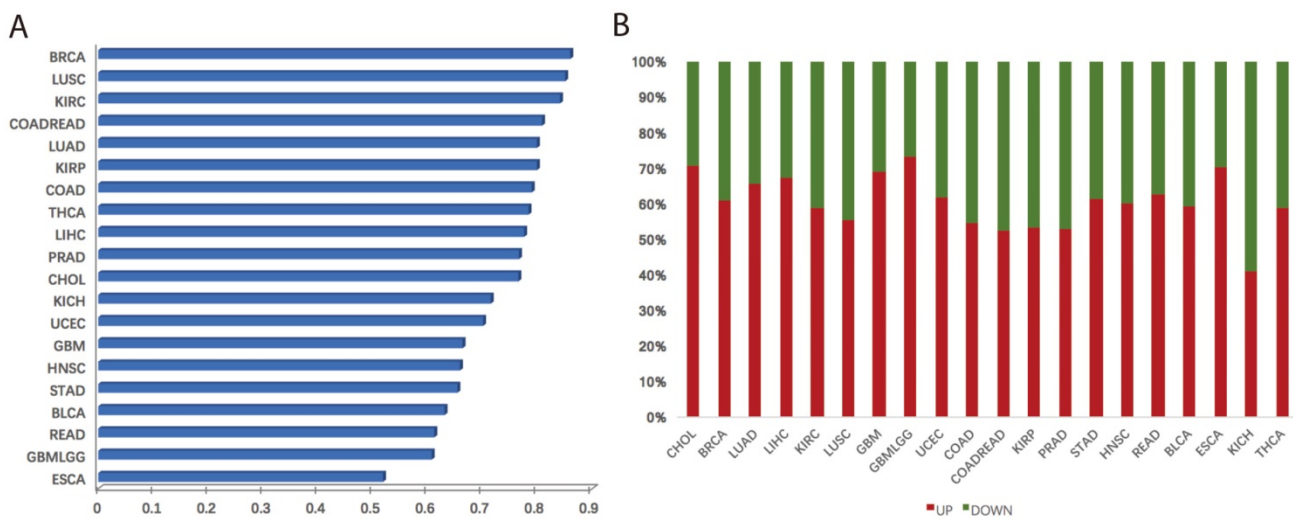 A
BRCA
LUSC
KIRC
COADREAD
LUAD
KIRP
COAD
THCA
LIHC
PRAD
CHOL
KICH
UCEC
GBM
HNSC
STAD
BLCA
READ
GBMLGG
ESCA
0 0.1 0.2 0.3 0.4 0.5 0.6 0.7 0.8 0.9
B
100%
90%
80%
70%
60%
50%
40%
30%
20%
10%
0%
CHOL BRCA LUAD LIHC KIRC LUSC GBM GBMLGG UCEC COAD COADREAD KIRP PRAD STAD HNSC READ BLCA ESCA KICH THCA
UP DOWN